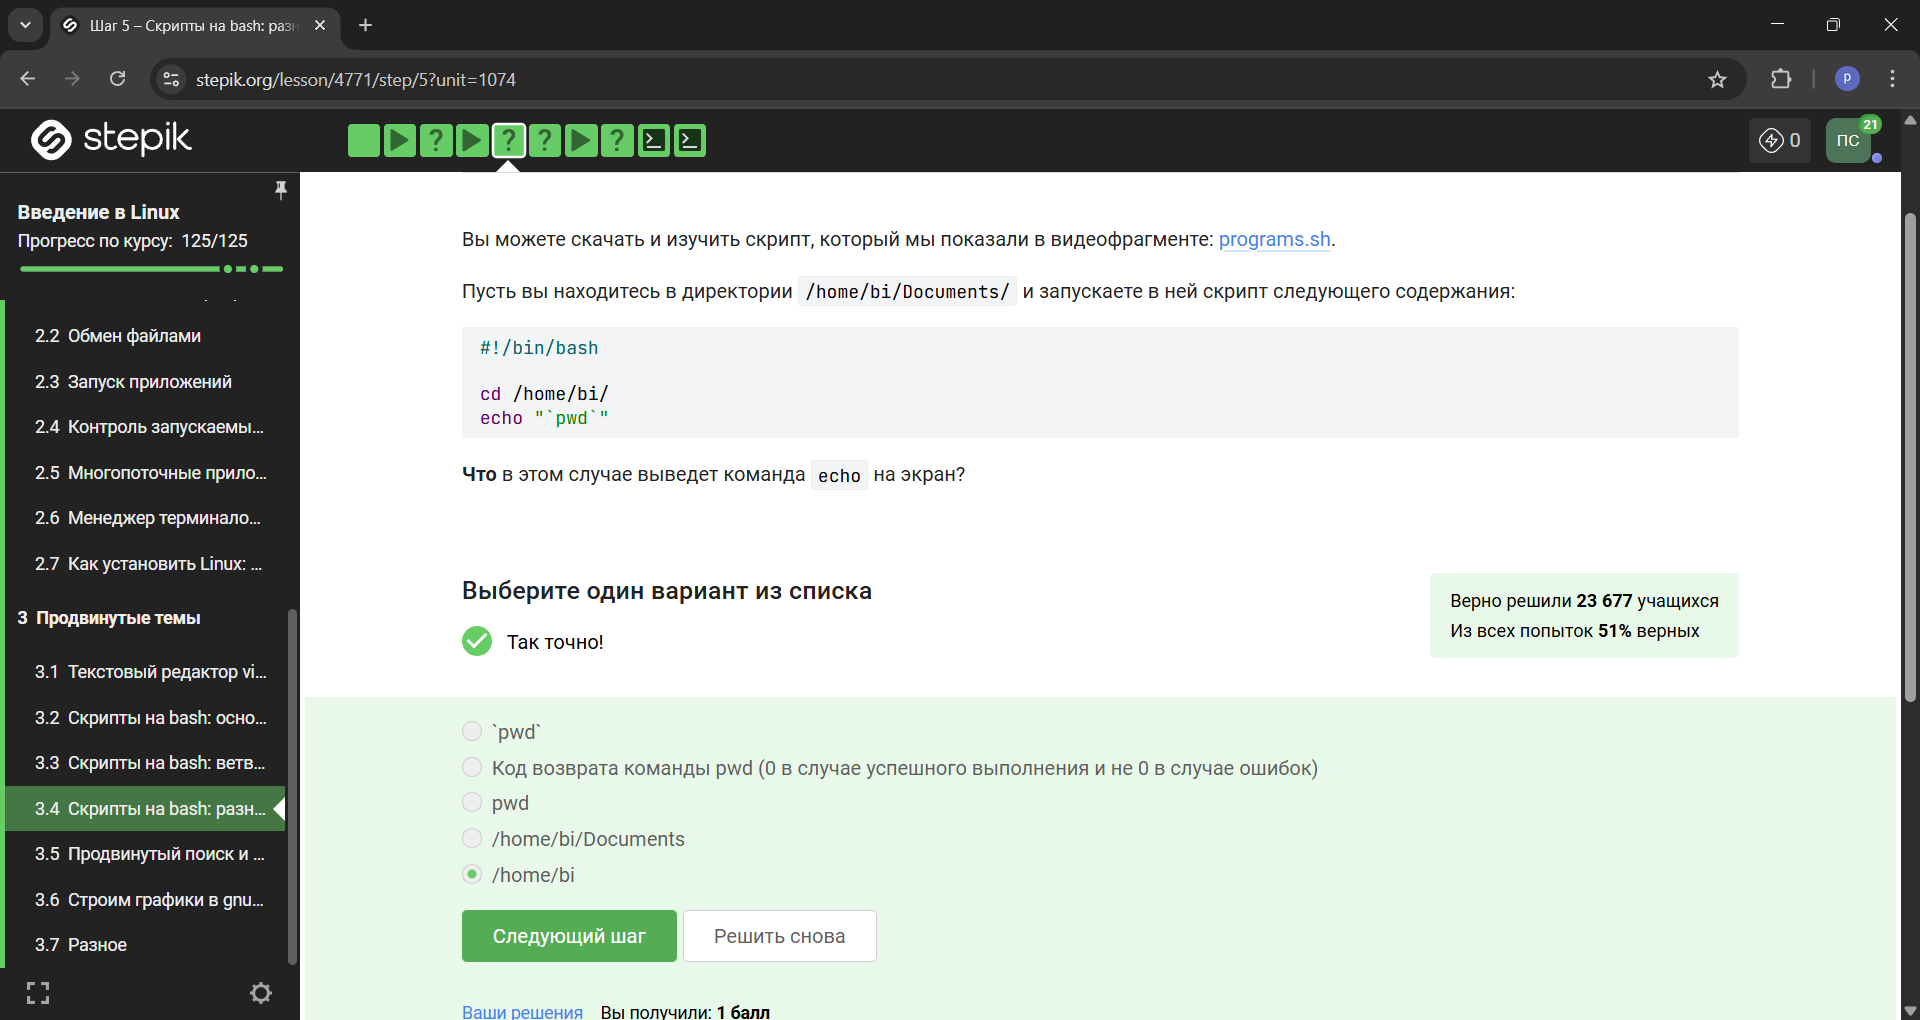 Шаг 5 – Скрипты на bash: разн
stepik.org/lesson/4771/step/5?unit=1074
P
stepik
? ? ? ?
0
ПС
21
Введение в Linux
Прогресс по курсу: 125/125
2.2 Обмен файлами
2.3 Запуск приложений
2.4 Контроль запускаемы...
2.5 Многопоточные прило...
2.6 Менеджер терминало...
2.7 Как установить Linux: ...
3 Продвинутые темы
3.1 Текстовый редактор vi...
3.2 Скрипты на bash: осно...
3.3 Скрипты на bash: ветв...
3.4 Скрипты на bash: разн...
3.5 Продвинутый поиск и ...
3.6 Строим графики в gnu...
3.7 Разное
Вы можете скачать и изучить скрипт, который мы показали в видеофрагменте: programs.sh.
Пусть вы находитесь в директории /home/bi/Documents/ и запускаете в ней скрипт следующего содержания:
#!/bin/bash
cd /home/bi/
echo "`pwd`"
Что в этом случае выведет команда echo на экран?
Выберите один вариант из списка
Так точно!
Верно решили 23 677 учащихся
Из всех попыток 51% верных
`pwd`
Код возврата команды pwd (0 в случае успешного выполнения и не 0 в случае ошибок)
pwd
/home/bi/Documents
/home/bi
Следующий шаг
Решить снова
Ваши решения Вы получили: 1 балл